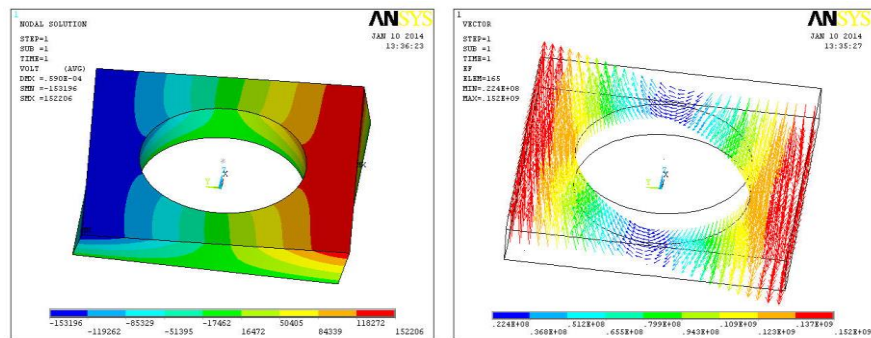 1
NODAL SOLUTION
STEP=1
SUB =1
TIME=1
VOLT (AVG)
DMX =.590E-04
SMN =-153196
SMX =152206
ANSYS
JAN 10 2014
13:36:23
-153196 -85329 -17462 50405 118272
-119262 -51395 16472 84339 152206
1
VECTOR
STEP=1
SUB =1
TIME=1
EF
ELEM=165
MIN=.224E+08
MAX=.152E+09
ANSYS
JAN 10 2014
13:35:27
.224E+08 .512E+08 .799E+08 .109E+09 .137E+09
.368E+08 .655E+08 .943E+08 .123E+09 .152E+09